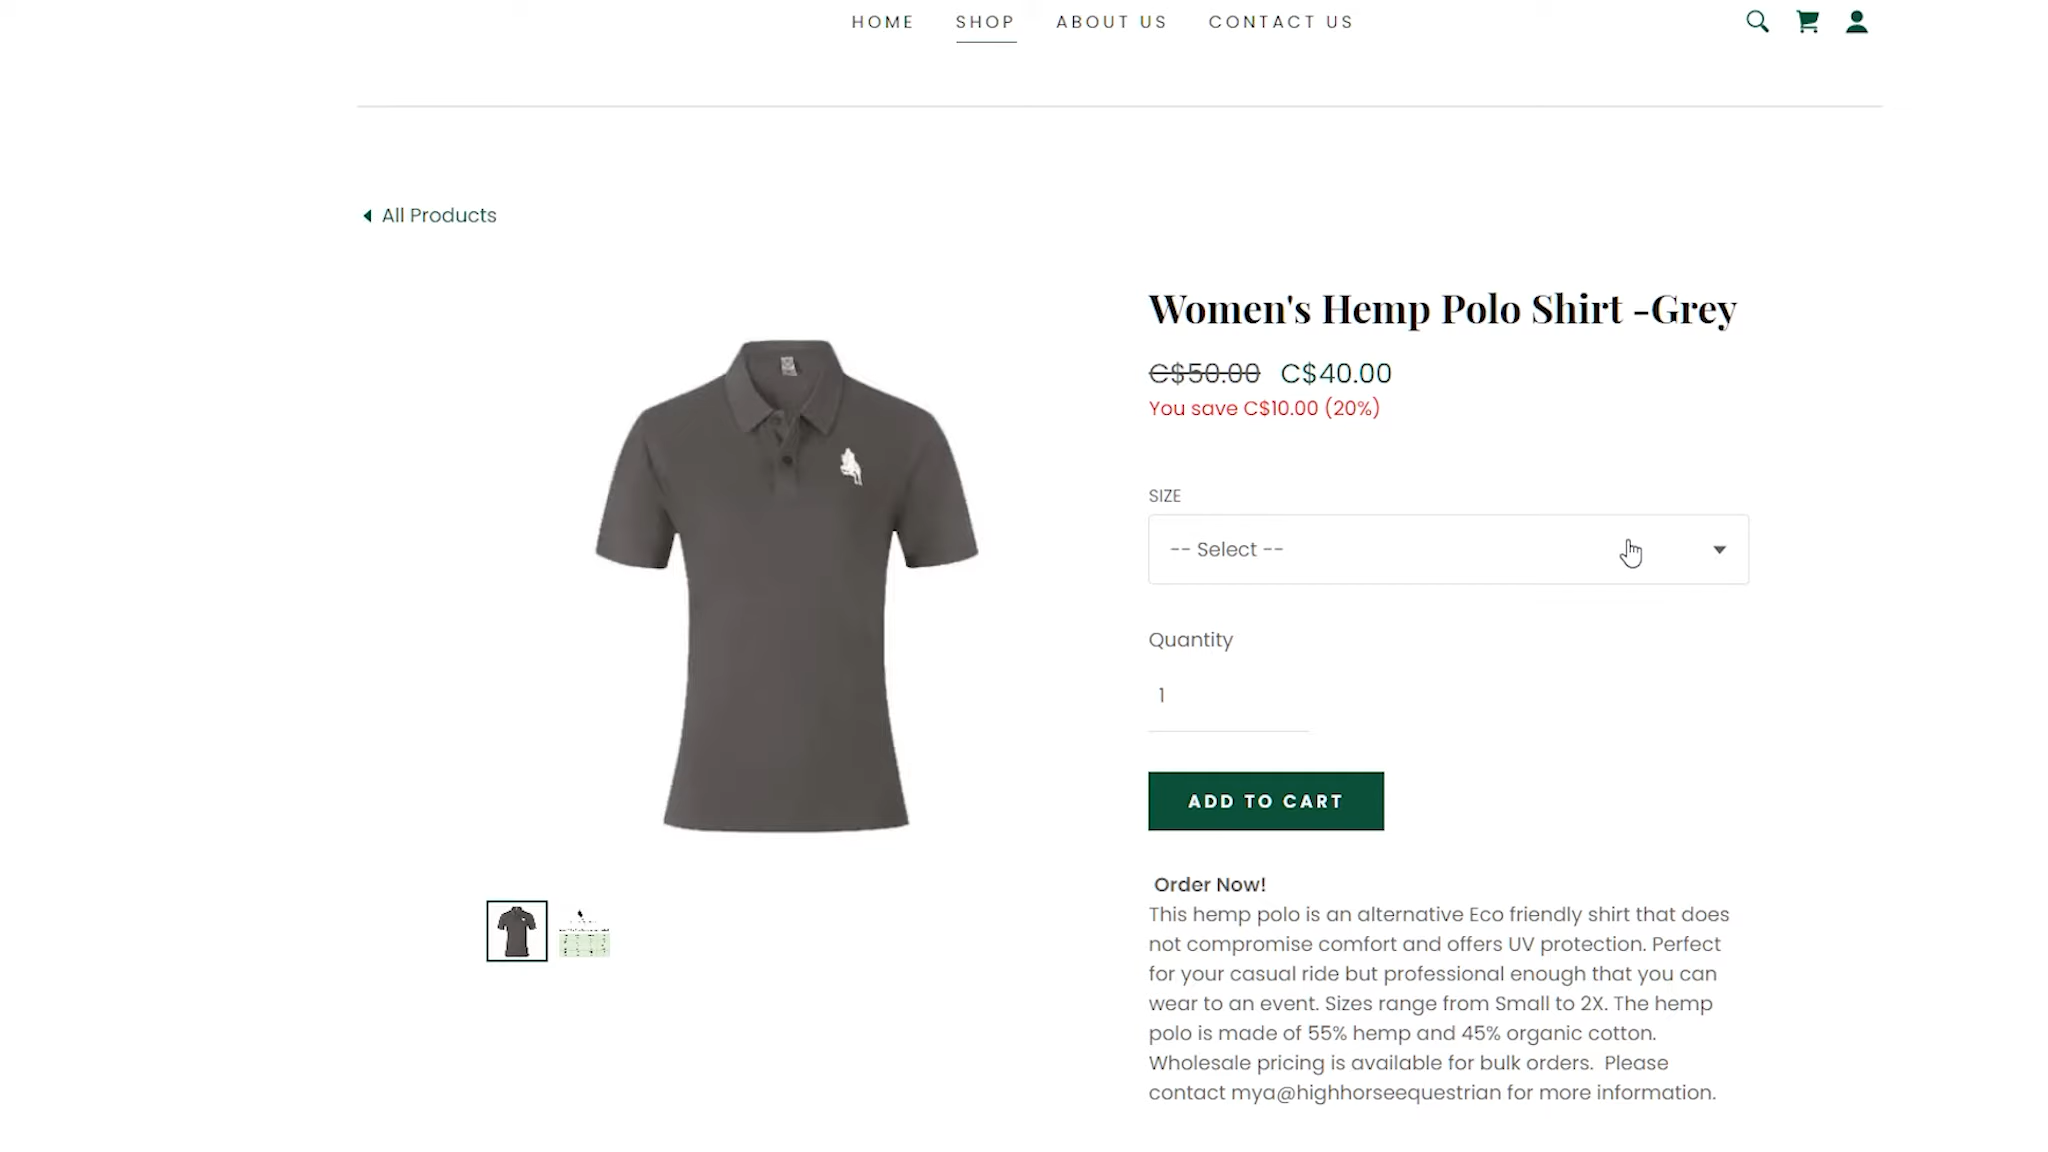 HOME SHOP ABOUT US CONTACT US
All Products
Women's Hemp Polo Shirt -Grey
C$50.00 C$40.00
You save C$10.00 (20%)
SIZE
-- Select --
Quantity
1
ADD TO CART
Order Now!
This hemp polo is an alternative Eco friendly shirt that does
not compromise comfort and offers UV protection. Perfect
for your casual ride but professional enough that you can
wear to an event. Sizes range from Small to 2X. The hemp
polo is made of 55% hemp and 45% organic cotton.
Wholesale pricing is available for bulk orders.  Please
contact mya@highhorseequestrian for more information.